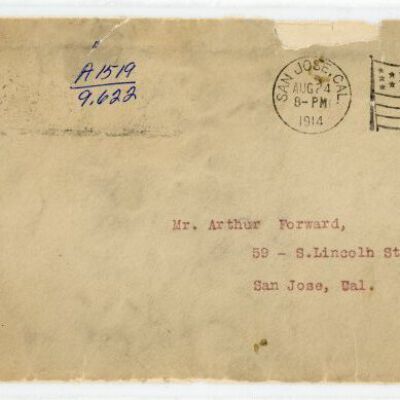 A1519
9,622
SAN JOSE, CAL.
AUG 24
8-PM
1914
Mr. Arthur Forward,
59 - S.Lincoln St
San Jose, Cal.